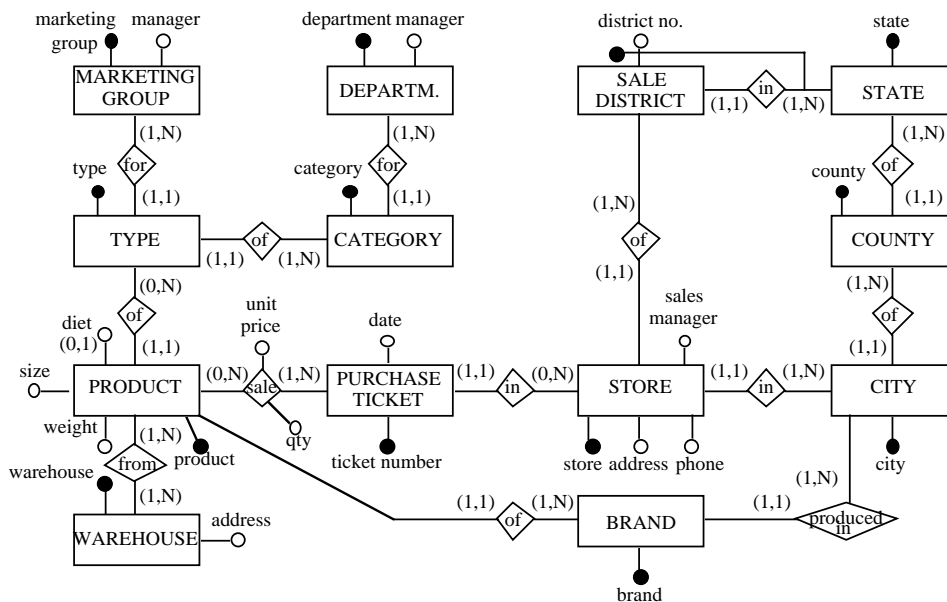 marketing
group
manager
department manager
district no.
state
MARKETING
GROUP
DEPARTM.
SALE
DISTRICT
(1,1)
in
(1,N)
STATE
(1,N)
(1,N)
(1,N)
type
for
category
for
county
of
(1,1)
(1,1)
(1,N)
(1,1)
TYPE
(1,1)
of
(1,N)
CATEGORY
of
COUNTY
(0,N)
(1,1)
(1,N)
diet
(0,1)
of
unit
price
date
sales
manager
of
(1,1)
(1,1)
size
PRODUCT
(0,N)
sale
(1,N)
PURCHASE
TICKET
(1,1)
in
(0,N)
STORE
(1,1)
in
(1,N)
CITY
weight
(1,N)
product
qty
ticket number
store
address
phone
city
warehouse
from
(1,N)
(1,N)
address
(1,1)
of
(1,N)
(1,1)
WAREHOUSE
BRAND
produced
in
brand